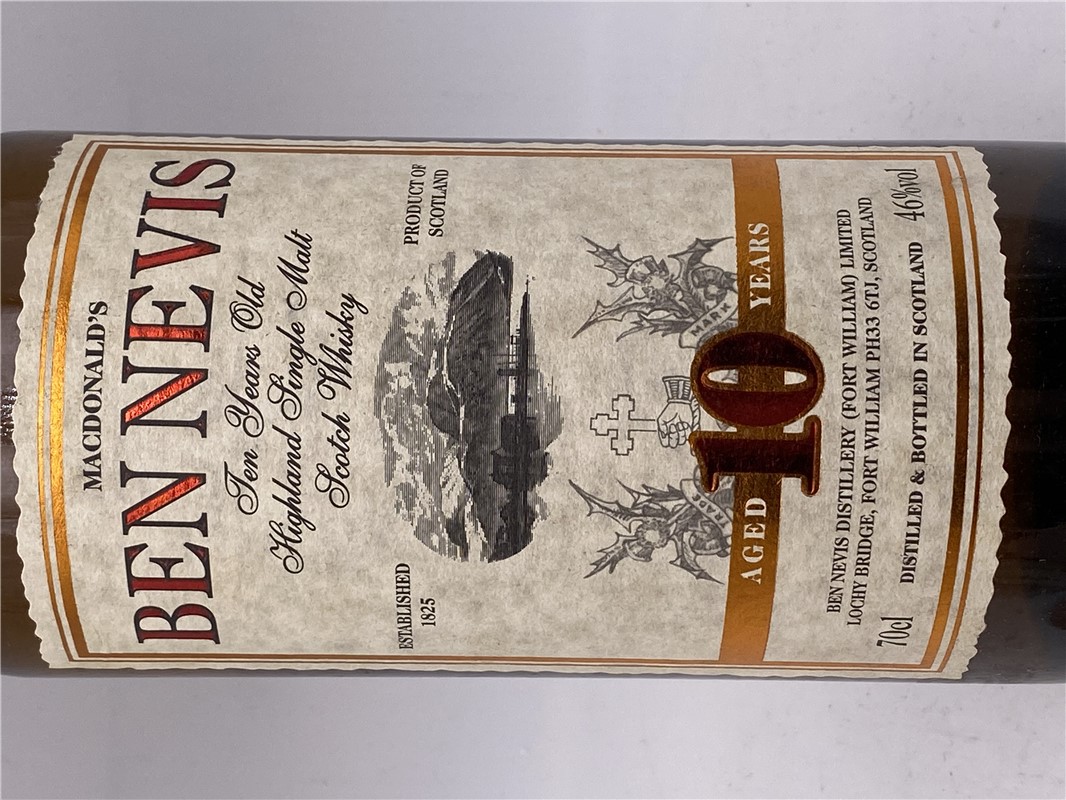 MACDONALD'S
BEN NEVIS
Ten Years Old
Highland Single Malt
Scotch Whisky
ESTABLISHED
1825
PRODUCT OF
SCOTLAND
TRADE MARK
AGED 10 YEARS
BEN NEVIS DISTILLERY (FORT WILLIAM) LIMITED
LOCHY BRIDGE, FORT WILLIAM PH33 6TJ, SCOTLAND
70cl DISTILLED & BOTTLED IN SCOTLAND 46%vol